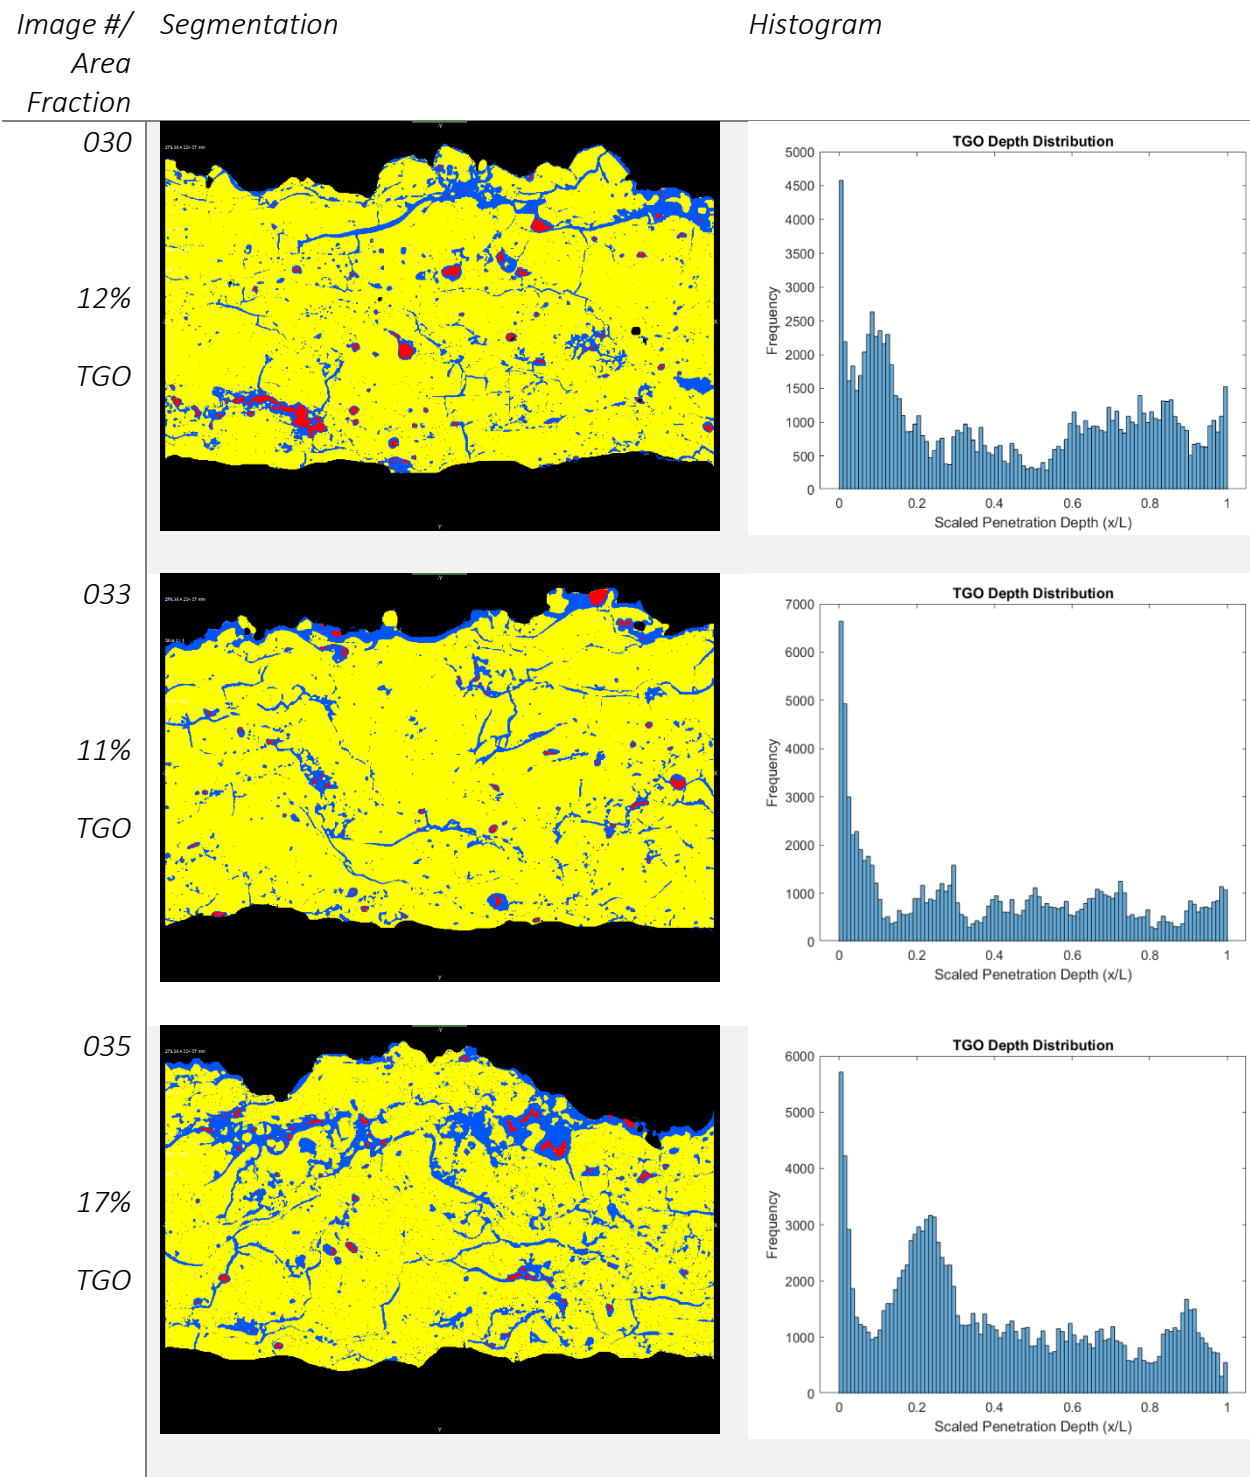 Image #/ Segmentation Histogram
Area
Fraction
030
12%
TGO
TGO Depth Distribution
5000
4500
4000
3500
3000
2500
2000
1500
1000
500
0
Frequency
0 0.2 0.4 0.6 0.8 1
Scaled Penetration Depth (x/L)
-Y
X
Y
033
11%
TGO
TGO Depth Distribution
7000
6000
5000
4000
3000
2000
1000
0
Frequency
0 0.2 0.4 0.6 0.8 1
Scaled Penetration Depth (x/L)
-Y
X
Y
035
17%
TGO
TGO Depth Distribution
6000
5000
4000
3000
2000
1000
0
Frequency
0 0.2 0.4 0.6 0.8 1
Scaled Penetration Depth (x/L)
-Y
X
Y